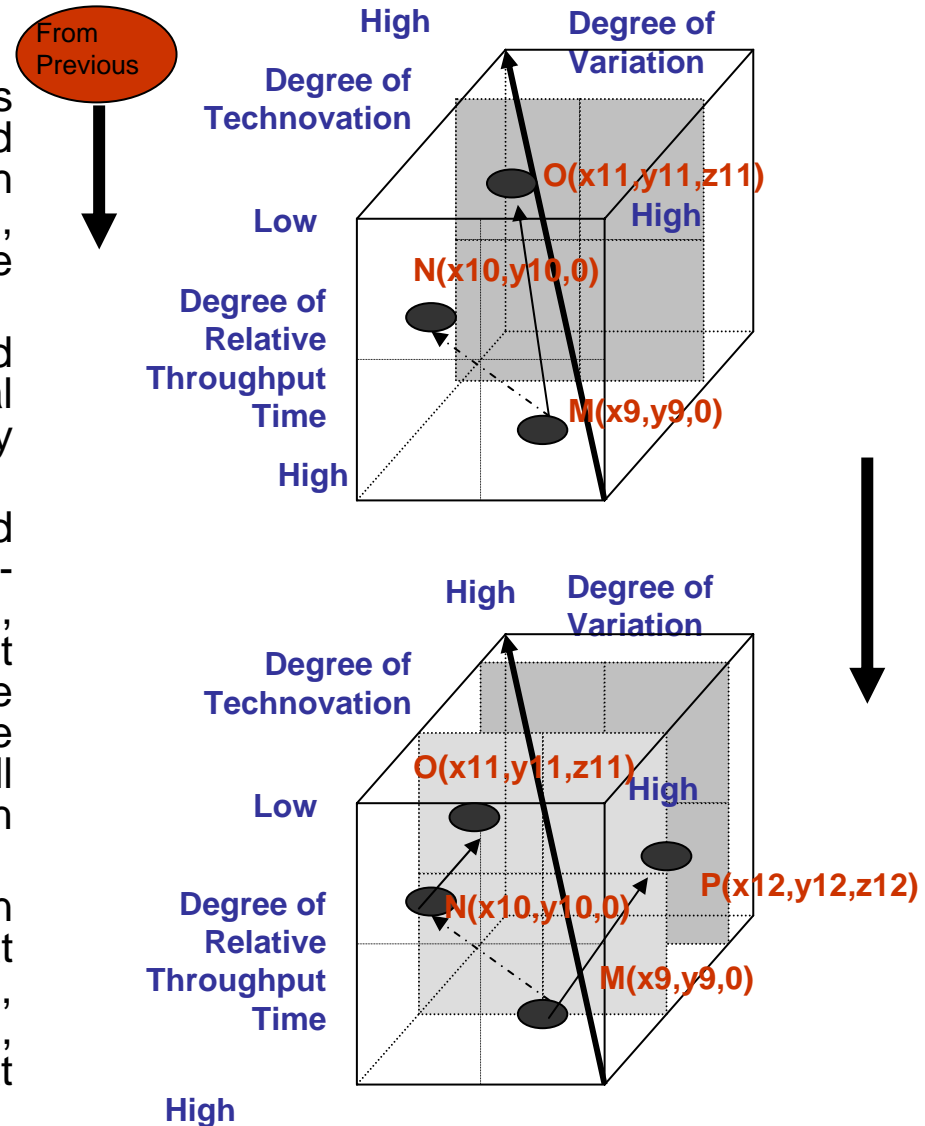 From
Previous
s
d
n
,
e
d
al
y
d
-
,
t
e
e
ll
n
n
t
,
,
t
High
Degree of
Variation
Degree of
Technovation
O(x11,y11,z11)
Low
High
N(x10,y10,0)
Degree of
Relative
Throughput
Time
M(x9,y9,0)
High
High
Degree of
Variation
Degree of
Technovation
O(x11,y11,z11)
High
Low
P(x12,y12,z12)
N(x10,y10,0)
Degree of
Relative
Throughput
Time
M(x9,y9,0)
High